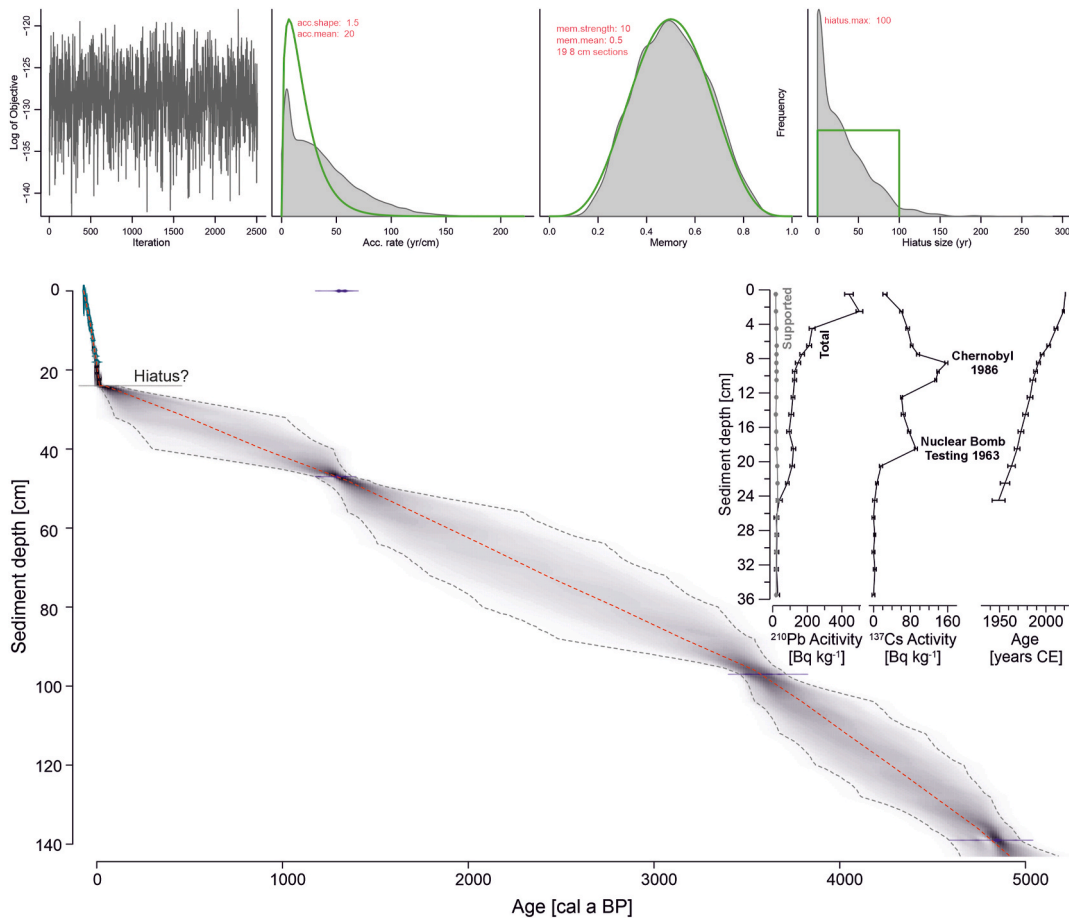 acc.shape: 1.5
acc.mean: 20
mem.strength: 10
mem.mean: 0.5
19 8 cm sections
hiatus.max: 100
Log of Objective
-120
-125
-130
-135
-140
0 500 1000 1500 2000 2500
Iteration
0 50 100 150 200
Acc. rate (yr/cm)
0.0 0.2 0.4 0.6 0.8 1.0
Memory
Frequency
0 50 100 150 200 250 300
Hiatus size (yr)
Sediment depth [cm]
0
20
40
60
80
100
120
140
Hiatus?
0 1000 2000 3000 4000 5000
Age [cal a BP]
Sediment depth [cm]
0
4
8
12
16
20
24
28
32
36
Supported
Total
Chernobyl
1986
Nuclear Bomb
Testing 1963
0 200 400
²¹⁰Pb Acitivity
[Bq kg⁻¹]
0 60 100 160
¹³⁷Cs Activity
[Bq kg⁻¹]
1950 2000
Age
[years CE]